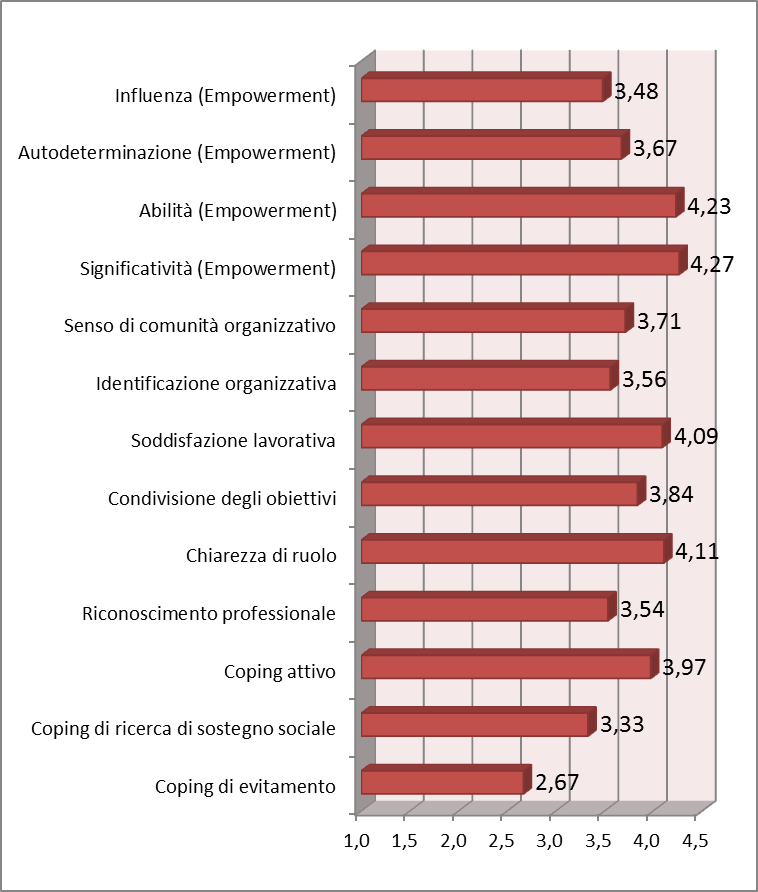 Influenza (Empowerment) 3,48
Autodeterminazione (Empowerment) 3,67
Abilità (Empowerment) 4,23
Significatività (Empowerment) 4,27
Senso di comunità organizzativo 3,71
Identificazione organizzativa 3,56
Soddisfazione lavorativa 4,09
Condivisione degli obiettivi 3,84
Chiarezza di ruolo 4,11
Riconoscimento professionale 3,54
Coping attivo 3,97
Coping di ricerca di sostegno sociale 3,33
Coping di evitamento 2,67
1,0 1,5 2,0 2,5 3,0 3,5 4,0 4,5